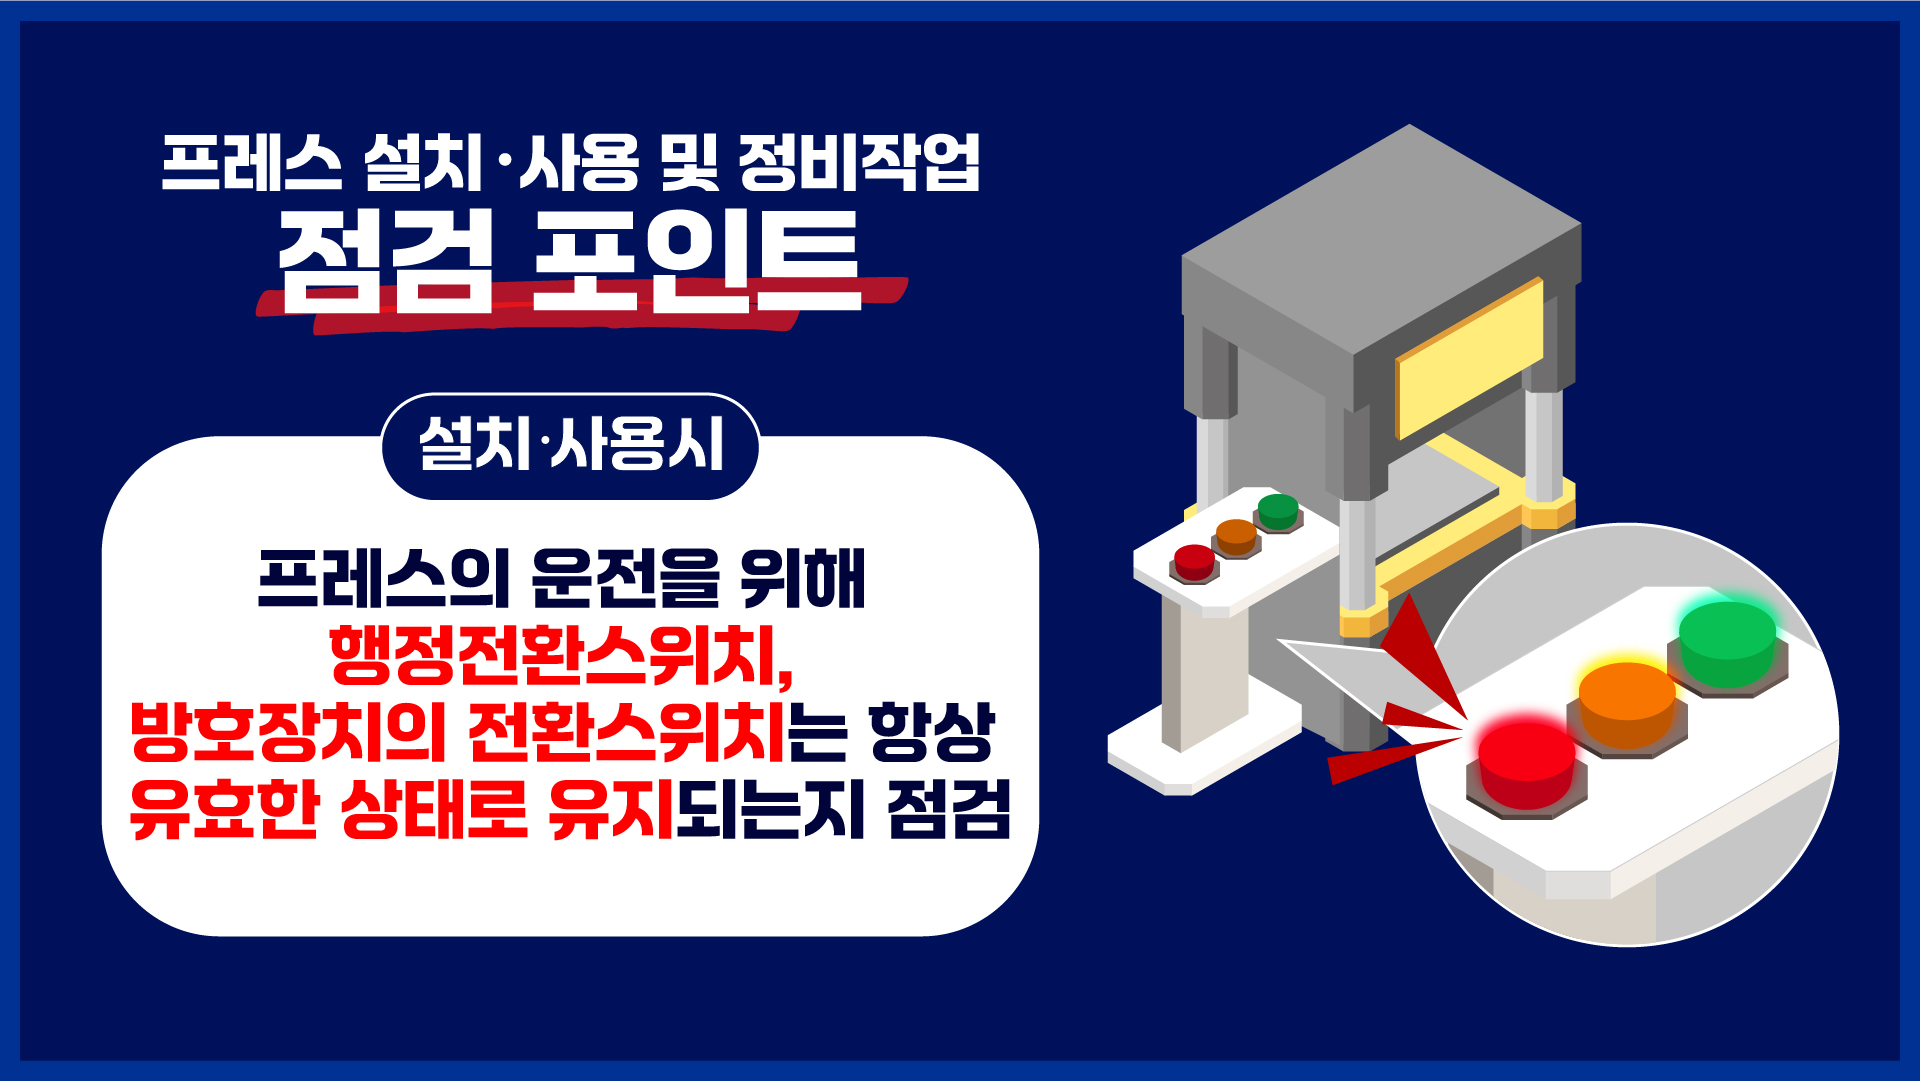 프레스 설치·사용 및 정비작업
점검 포인트
설치·사용시
프레스의 운전을 위해
행정전환스위치,
방호장치의 전환스위치는 항상
유효한 상태로 유지되는지 점검